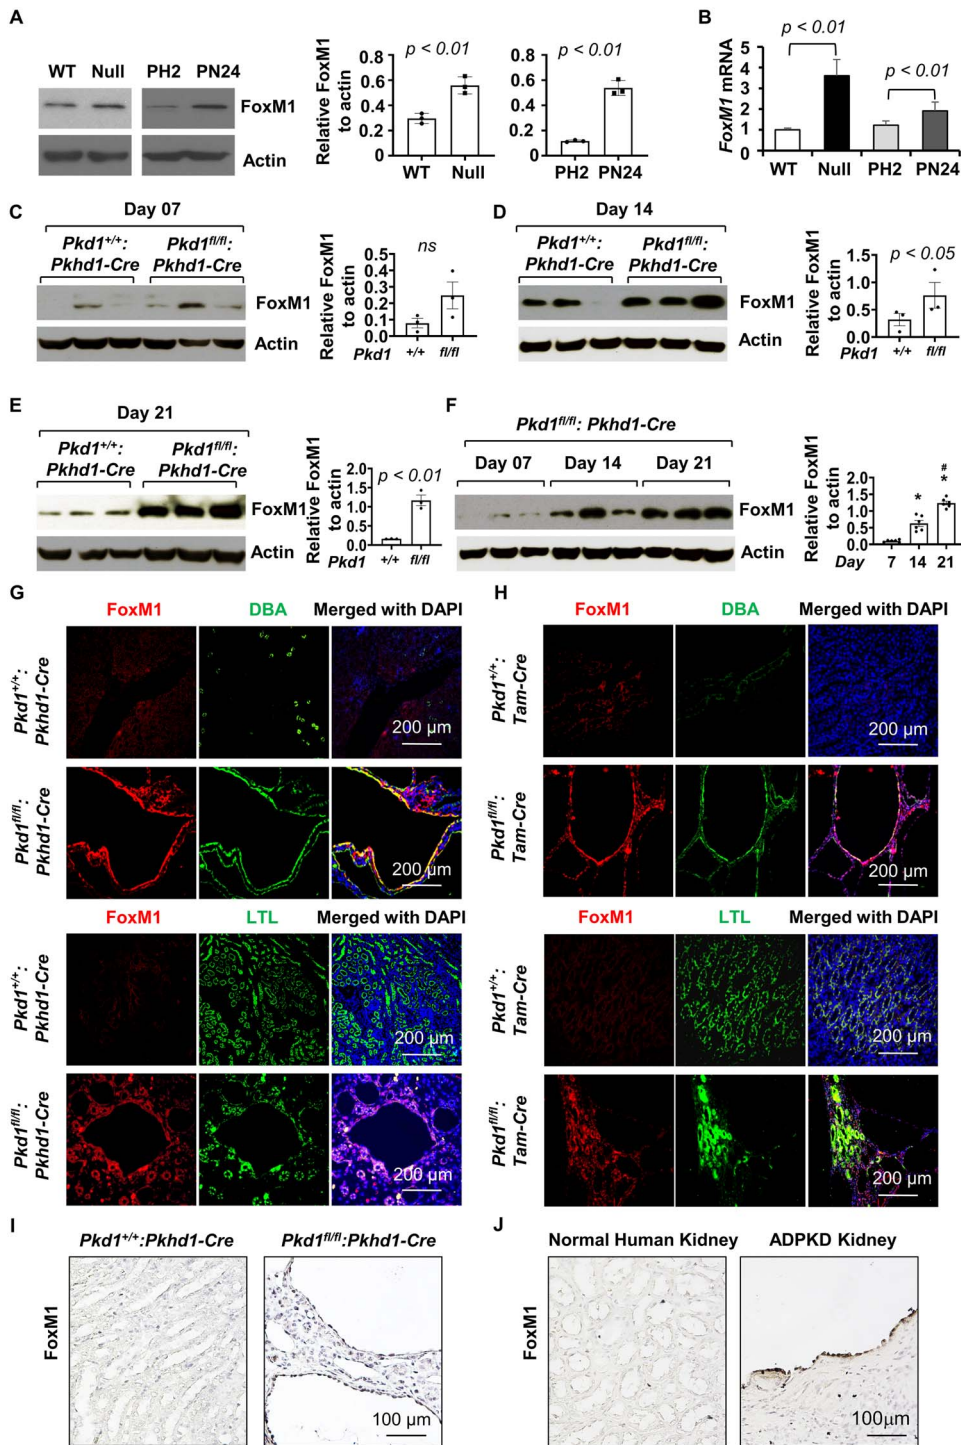 A
WT Null PH2 PN24
FoxM1
Actin
Relative FoxM1
to actin
p < 0.01
0.8
0.6
0.4
0.2
0
WT Null
p < 0.01
0.8
0.6
0.4
0.2
0
PH2 PN24
B
FoxM1 mRNA
p < 0.01
p < 0.01
5
4
3
2
1
0
WT Null PH2 PN24
C
Day 07
Pkd1+/+: Pkd1fl/fl:
Pkhd1-Cre Pkhd1-Cre
FoxM1
Actin
Relative FoxM1
to actin
ns
0.5
0.4
0.3
0.2
0.1
0.0
Pkd1 +/+ fl/fl
D
Day 14
Pkd1+/+: Pkd1fl/fl:
Pkhd1-Cre Pkhd1-Cre
FoxM1
Actin
Relative FoxM1
to actin
p < 0.05
1.5
1.0
0.5
0.0
Pkd1 +/+ fl/fl
E
Day 21
Pkd1+/+: Pkd1fl/fl:
Pkhd1-Cre Pkhd1-Cre
FoxM1
Actin
Relative FoxM1
to actin
p < 0.01
1.5
1.0
0.5
0.0
Pkd1 +/+ fl/fl
F
Pkd1fl/fl: Pkhd1-Cre
Day 07 Day 14 Day 21
FoxM1
Actin
Relative FoxM1
to actin
#
* *
2.0
1.5
1.0
0.5
0.0
Day 7 14 21
G
FoxM1 DBA Merged with DAPI
Pkd1+/+:
Pkhd1-Cre
200 µm
Pkd1fl/fl:
Pkhd1-Cre
200 µm
FoxM1 LTL Merged with DAPI
Pkd1+/+:
Pkhd1-Cre
200 µm
Pkd1fl/fl:
Pkhd1-Cre
200 µm
H
FoxM1 DBA Merged with DAPI
Pkd1+/+:
Tam-Cre
200 µm
Pkd1fl/fl:
Tam-Cre
200 µm
FoxM1 LTL Merged with DAPI
Pkd1+/+:
Tam-Cre
200 µm
Pkd1fl/fl:
Tam-Cre
200 µm
I
Pkd1+/+:Pkhd1-Cre Pkd1fl/fl:Pkhd1-Cre
FoxM1
100 µm
J
Normal Human Kidney ADPKD Kidney
FoxM1
100µm